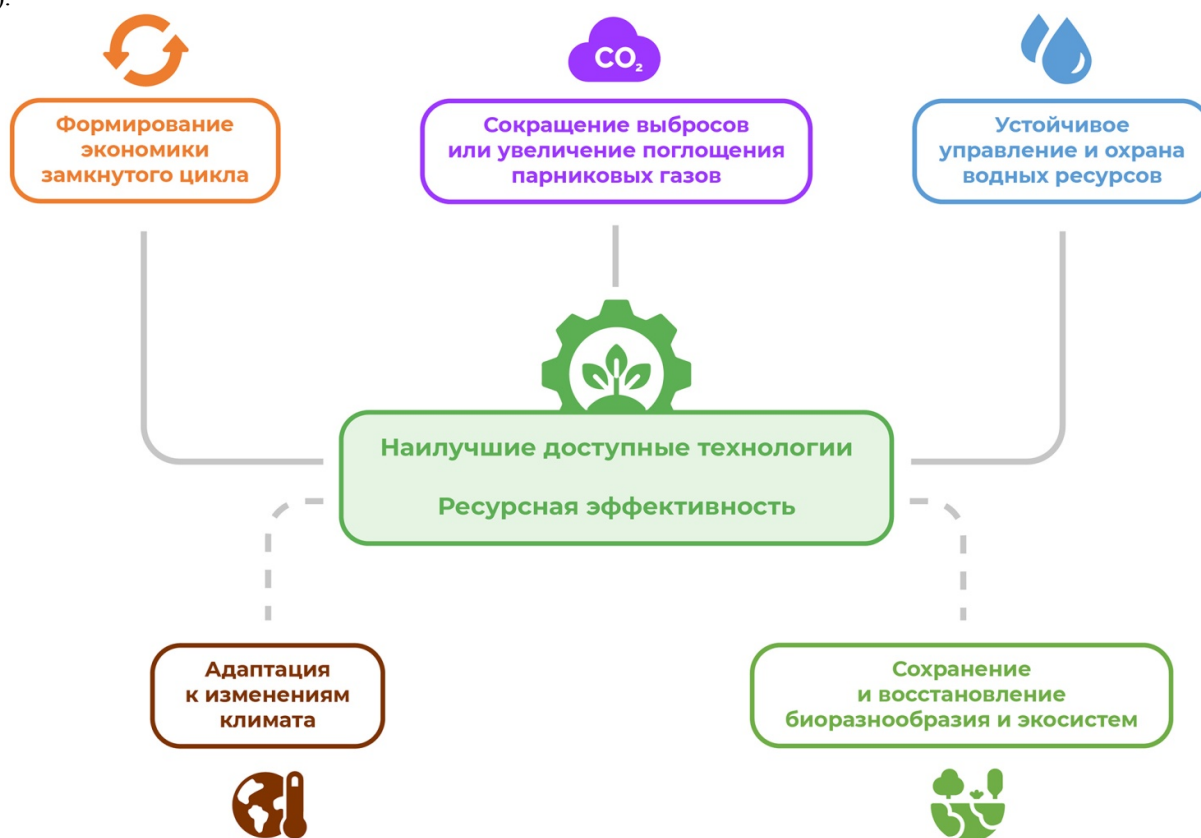 ).
CO₂
Формирование
экономики
замкнутого цикла
Сокращение выбросов
или увеличение поглощения
парниковых газов
Устойчивое
управление и охрана
водных ресурсов
Наилучшие доступные технологии
Ресурсная эффективность
Адаптация
к изменениям
климата
Сохранение
и восстановление
биоразнообразия и экосистем